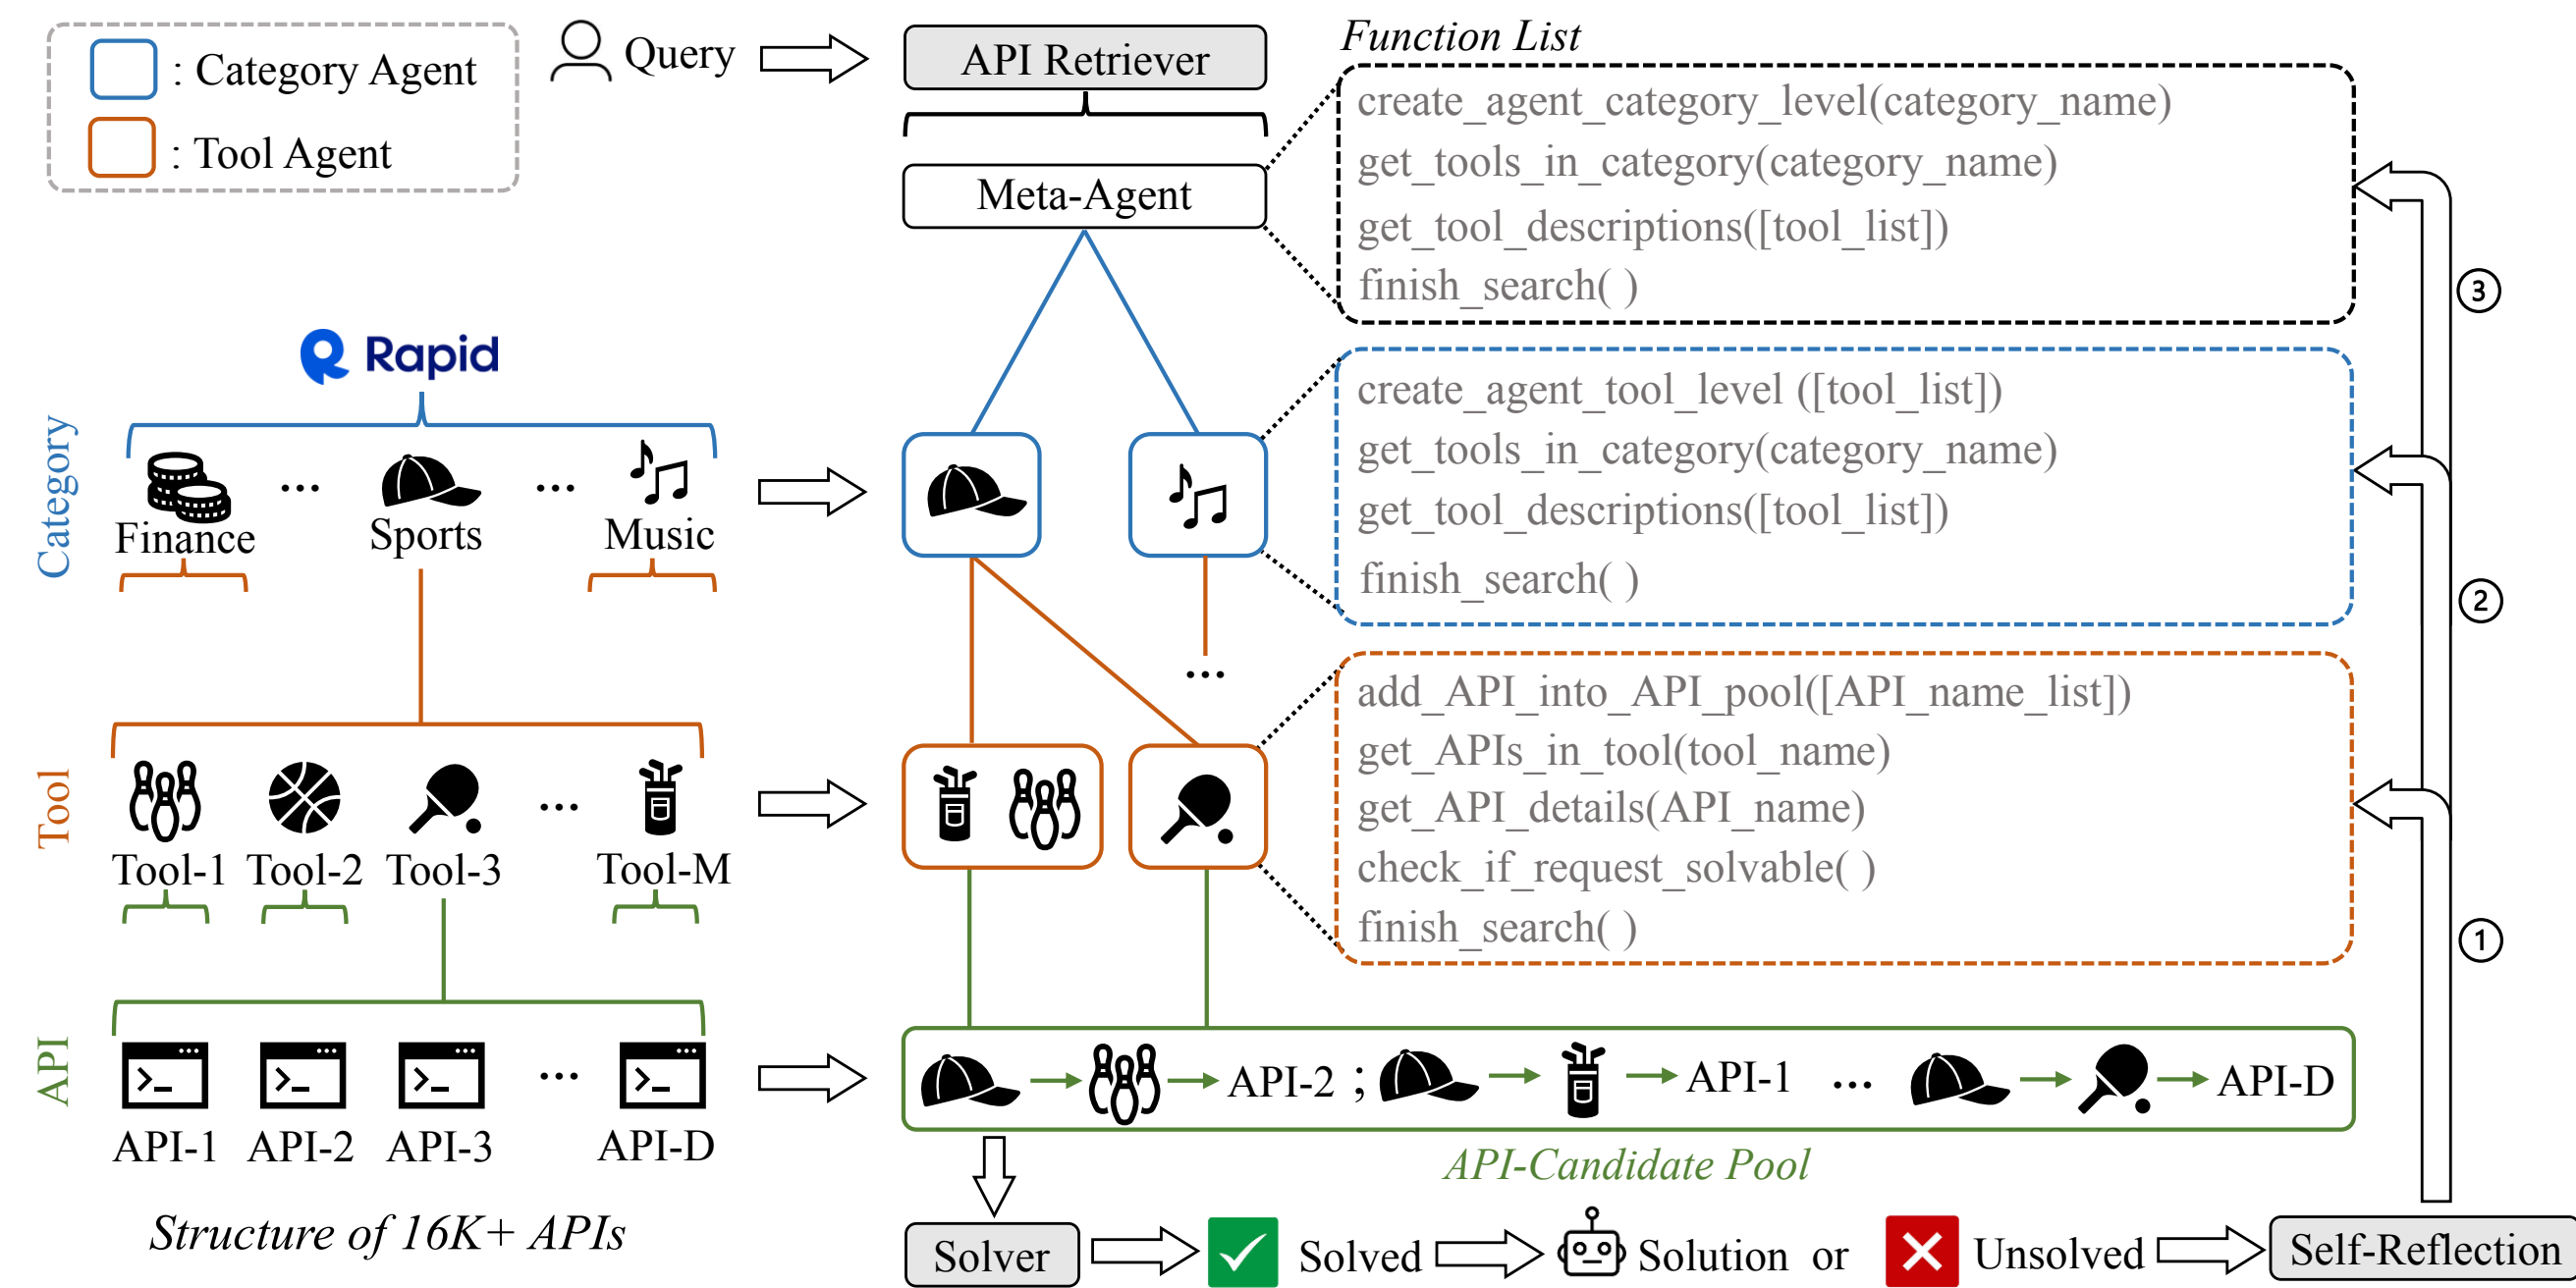 : Category Agent
: Tool Agent
Query
API Retriever
Meta-Agent
Function List
create_agent_category_level(category_name)
get_tools_in_category(category_name)
get_tool_descriptions([tool_list])
finish_search( )
③
Rapid
Category
Finance
...
Sports
...
Music
create_agent_tool_level ([tool_list])
get_tools_in_category(category_name)
get_tool_descriptions([tool_list])
finish_search( )
②
...
Tool
Tool-1
Tool-2
Tool-3
...
Tool-M
add_API_into_API_pool([API_name_list])
get_APIs_in_tool(tool_name)
get_API_details(API_name)
check_if_request_solvable( )
finish_search( )
①
API
API-1
API-2
API-3
...
API-D
API-2 ;
API-1
...
API-D
API-Candidate Pool
Structure of 16K+ APIs
Solver
Solved
Solution or
Unsolved
Self-Reflection